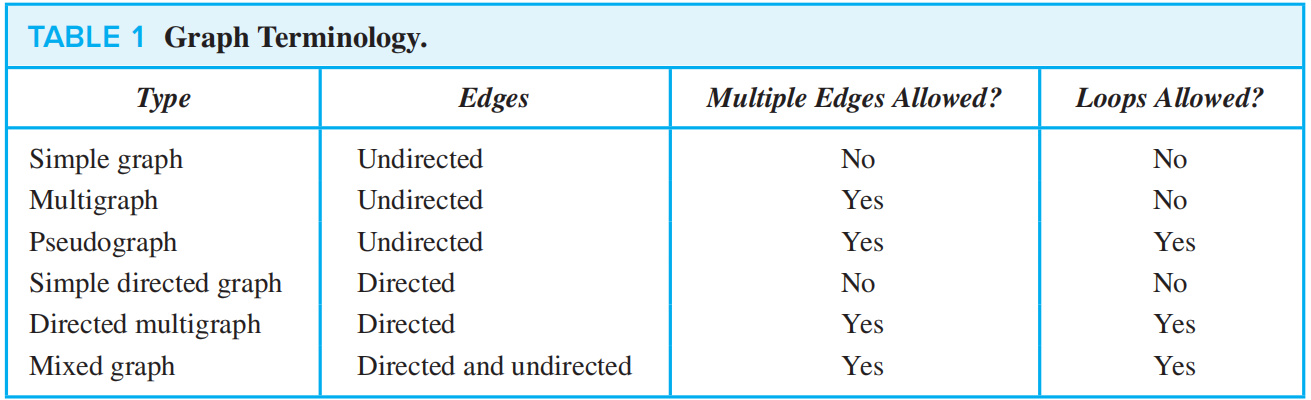 TABLE 1 Graph Terminology.
Type Edges Multiple Edges Allowed? Loops Allowed?
Simple graph Undirected No No
Multigraph Undirected Yes No
Pseudograph Undirected Yes Yes
Simple directed graph Directed No No
Directed multigraph Directed Yes Yes
Mixed graph Directed and undirected Yes Yes